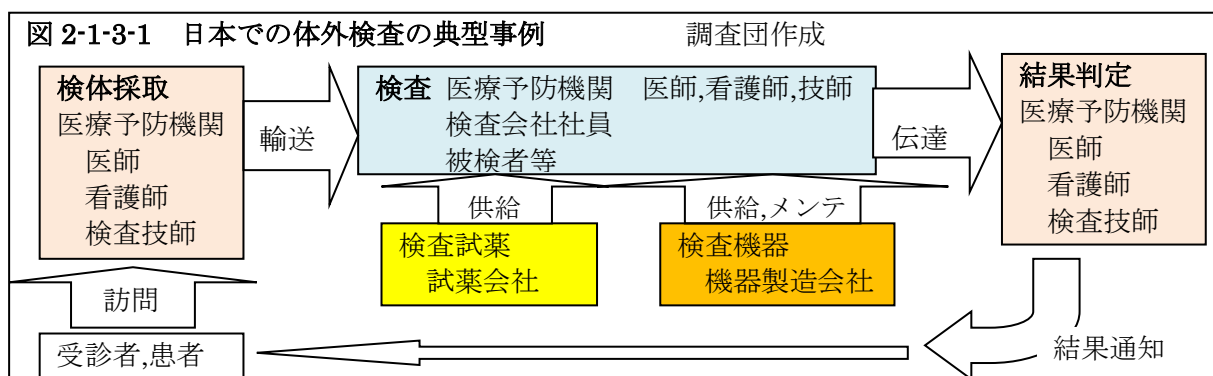 図 2-1-3-1 日本での体外検査の典型事例 調査団作成
検体採取
医療予防機関
医師
看護師
検査技師
輸送
検査 医療予防機関 医師,看護師,技師
検査会社社員
被検者等
伝達
結果判定
医療予防機関
医師
看護師
検査技師
供給
供給,メンテ
検査試薬
試薬会社
検査機器
機器製造会社
訪問
受診者,患者
結果通知